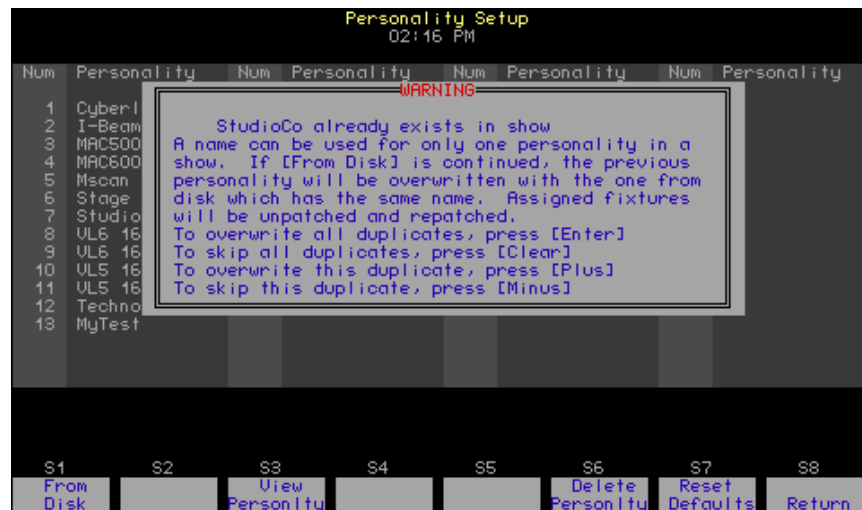 Personality Setup
02:16 PM
Num Personality Num Personality Num Personality Num Personality
WARNING
StudioCo already exists in show
A name can be used for only one personality in a
show. If [From Disk] is continued, the previous
personality will be overwritten with the one from
disk which has the same name. Assigned fixtures
will be unpatched and repatched.
To overwrite all duplicates, press [Enter]
To skip all duplicates, press [Clear]
To overwrite this duplicate, press [Plus]
To skip this duplicate, press [Minus]
1 Cyberl
2 I-Beam
3 MAC500
4 MAC600
5 Mscan
6 Stage
7 Studio
8 VL6 16
9 VL6 16
10 VL5 16
11 VL5 16
12 Techno
13 MyTest
S1 S2 S3 S4 S5 S6 S7 S8
From View Delete Reset
Disk Personlty Personlty Defaults Return